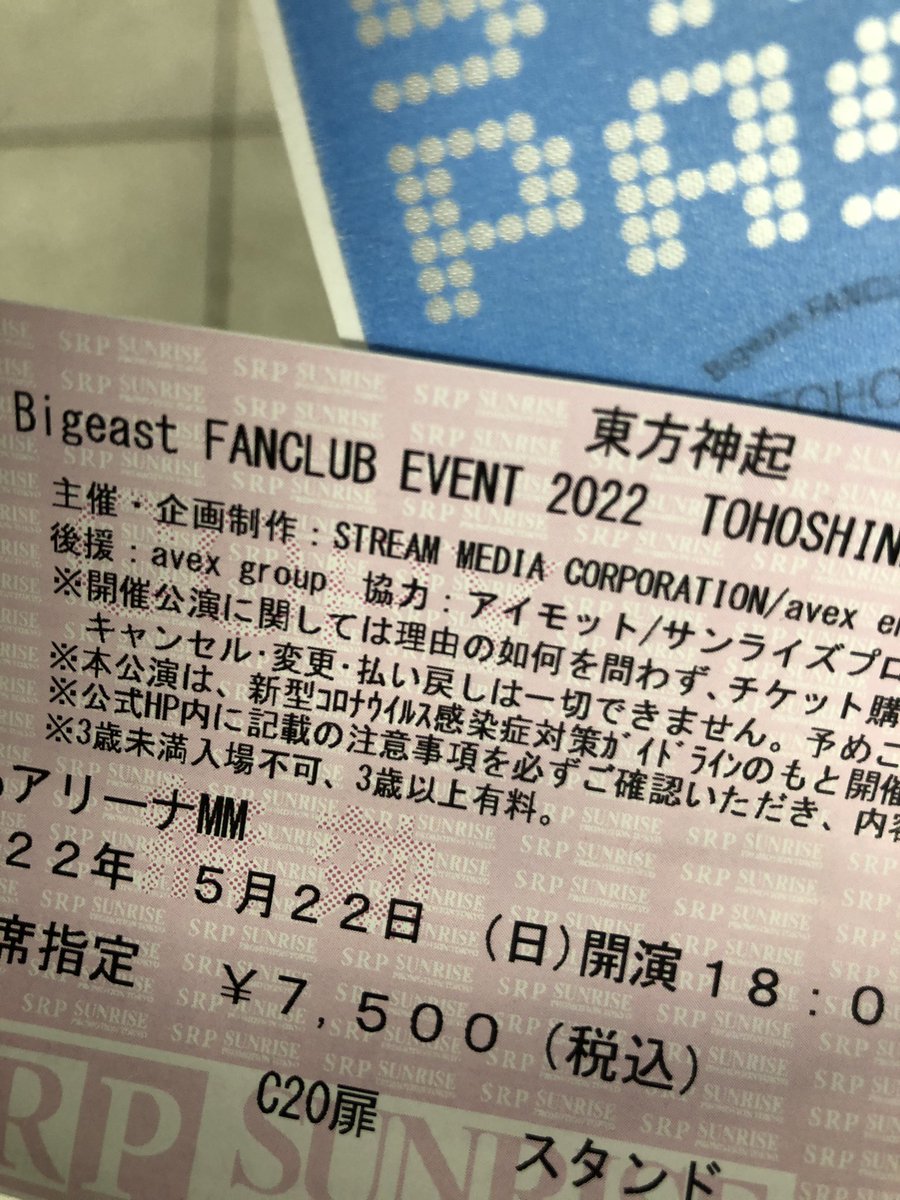 PAS
Bigeast FANCL
TOHO
東方神起
Bigeast FANCLUB EVENT 2022 TOHOSHIN
主催・企画制作：STREAM MEDIA CORPORATION/avex e
後援：avex group 協力：アイモット/サンライズプロ
※開催公演に関しては理由の如何を問わず、チケット購
キャンセル・変更・払い戻しは一切できません。予めご
※本公演は、新型ｺﾛﾅｳｲﾙｽ感染症対策ｶﾞｲﾄﾞﾗｲﾝのもと開催
※公式HP内に記載の注意事項を必ずご確認いただき、内容
※3歳未満入場不可、3歳以上有料。
アリーナMM
22年 5月22日 (日)開演18：0
席指定 ￥7,500(税込)
C20扉
スタンド
SRP SUNRISE